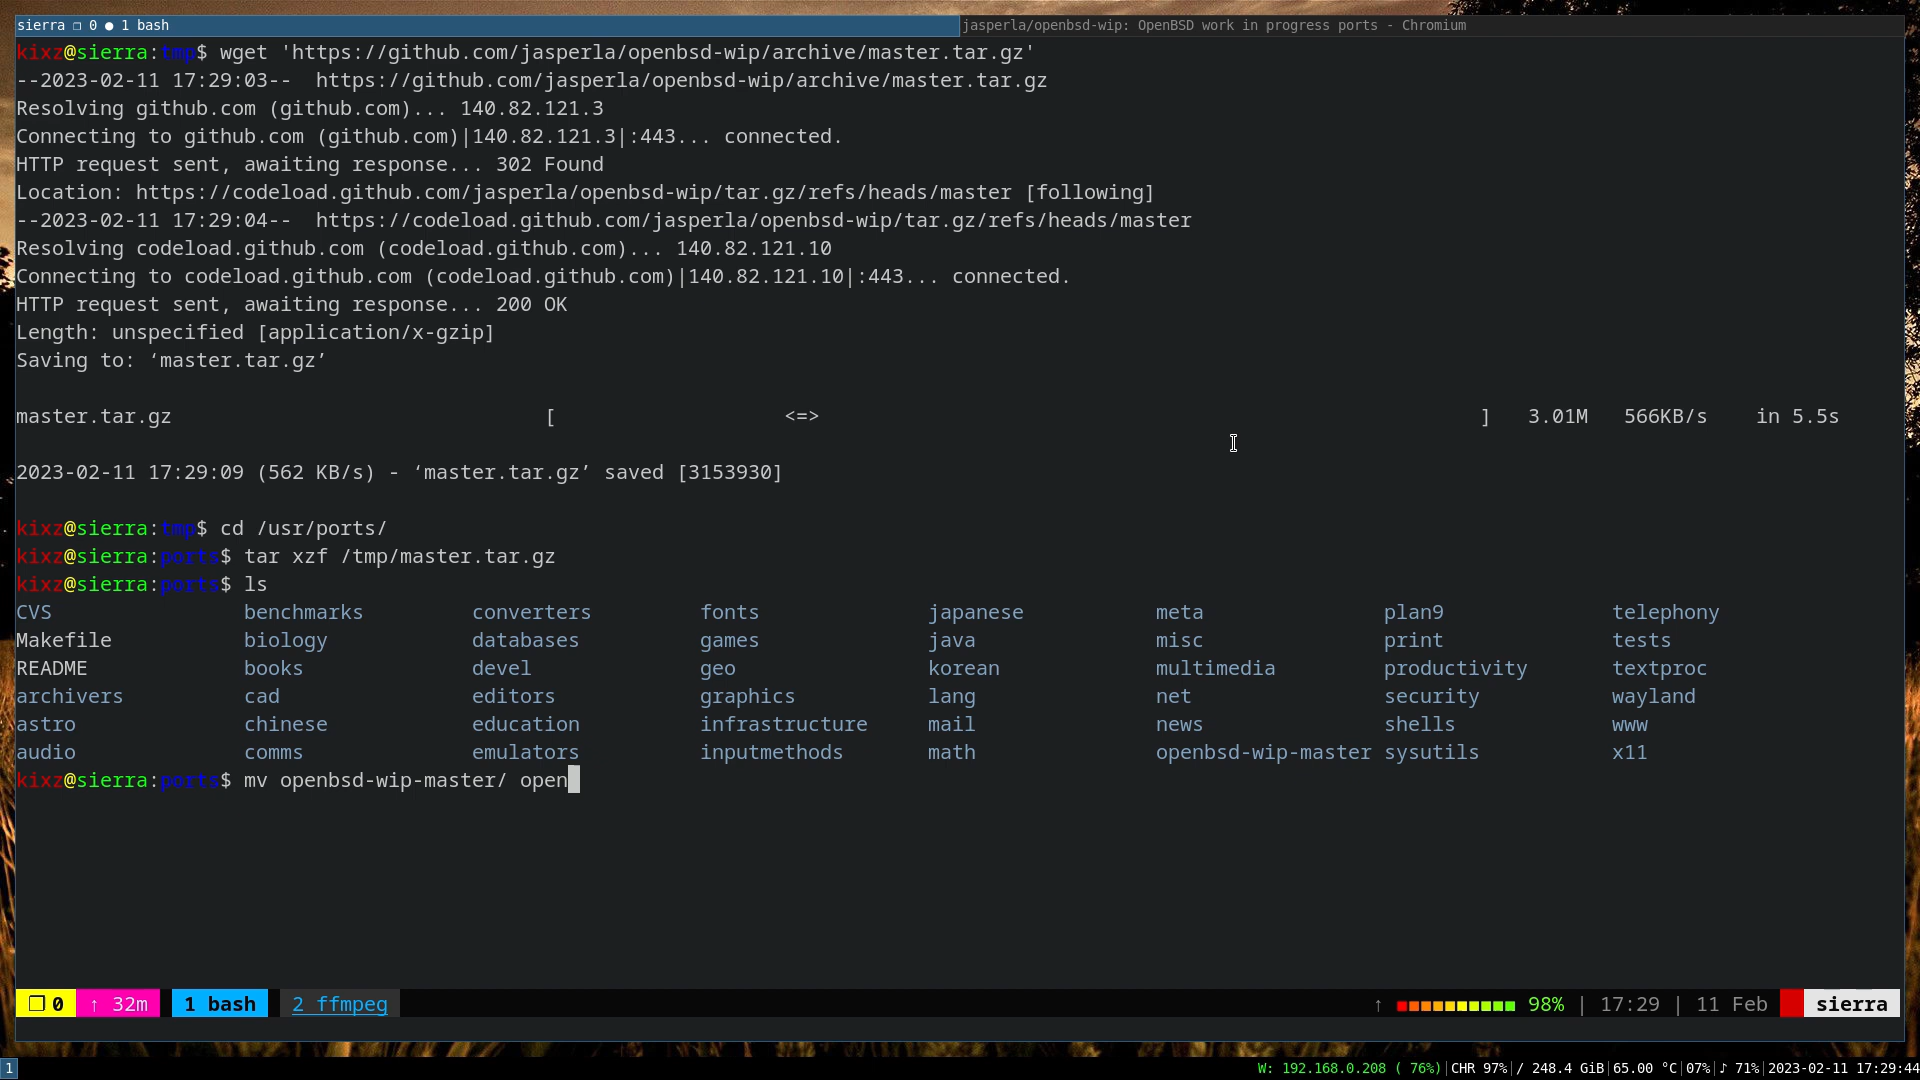 sierra ❐ 0 ● 1 bash
jasperla/openbsd-wip: OpenBSD work in progress ports - Chromium
kixz@sierra:tmp$ wget 'https://github.com/jasperla/openbsd-wip/archive/master.tar.gz'
--2023-02-11 17:29:03--  https://github.com/jasperla/openbsd-wip/archive/master.tar.gz
Resolving github.com (github.com)... 140.82.121.3
Connecting to github.com (github.com)|140.82.121.3|:443... connected.
HTTP request sent, awaiting response... 302 Found
Location: https://codeload.github.com/jasperla/openbsd-wip/tar.gz/refs/heads/master [following]
--2023-02-11 17:29:04--  https://codeload.github.com/jasperla/openbsd-wip/tar.gz/refs/heads/master
Resolving codeload.github.com (codeload.github.com)... 140.82.121.10
Connecting to codeload.github.com (codeload.github.com)|140.82.121.10|:443... connected.
HTTP request sent, awaiting response... 200 OK
Length: unspecified [application/x-gzip]
Saving to: ‘master.tar.gz’
master.tar.gz [ <=> ] 3.01M 566KB/s in 5.5s
2023-02-11 17:29:09 (562 KB/s) - ‘master.tar.gz’ saved [3153930]
kixz@sierra:tmp$ cd /usr/ports/
kixz@sierra:ports$ tar xzf /tmp/master.tar.gz
kixz@sierra:ports$ ls
CVS benchmarks converters fonts japanese meta plan9 telephony
Makefile biology databases games java misc print tests
README books devel geo korean multimedia productivity textproc
archivers cad editors graphics lang net security wayland
astro chinese education infrastructure mail news shells www
audio comms emulators inputmethods math openbsd-wip-master sysutils x11
kixz@sierra:ports$ mv openbsd-wip-master/ open
❐ 0 ↑ 32m 1 bash 2 ffmpeg ↑ 98% | 17:29 | 11 Feb sierra
1 W: 192.168.0.208 ( 76%)|CHR 97%|/ 248.4 GiB|65.00 °C|07%|♪ 71%|2023-02-11 17:29:44